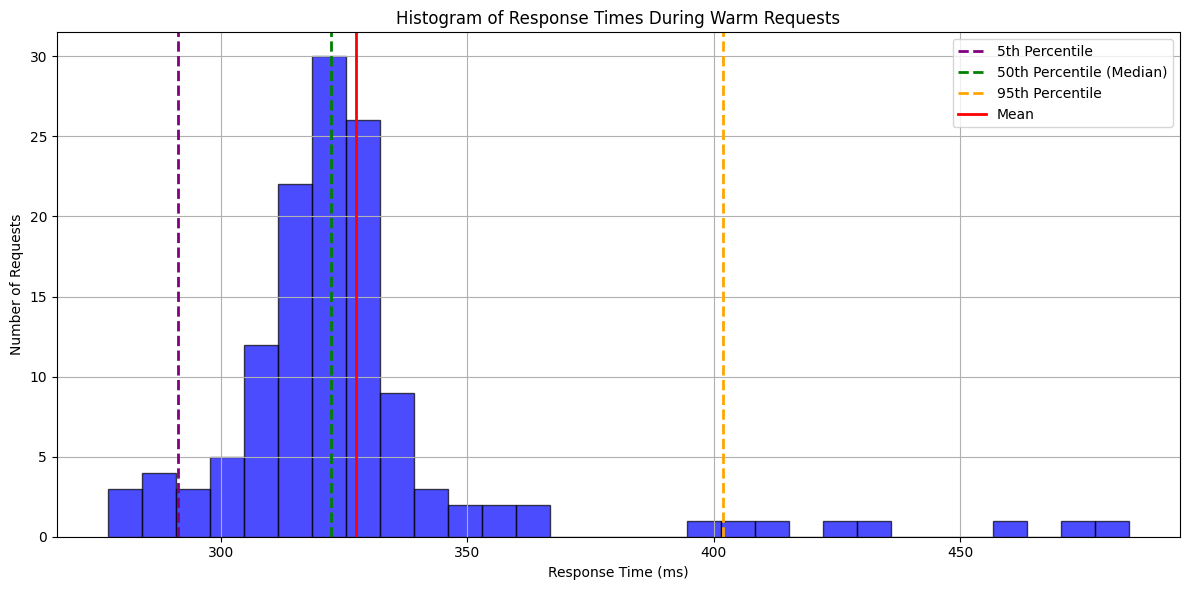 Histogram of Response Times During Warm Requests
5th Percentile
50th Percentile (Median)
95th Percentile
Mean
Number of Requests
30
25
20
15
10
5
0
300
350
400
450
Response Time (ms)